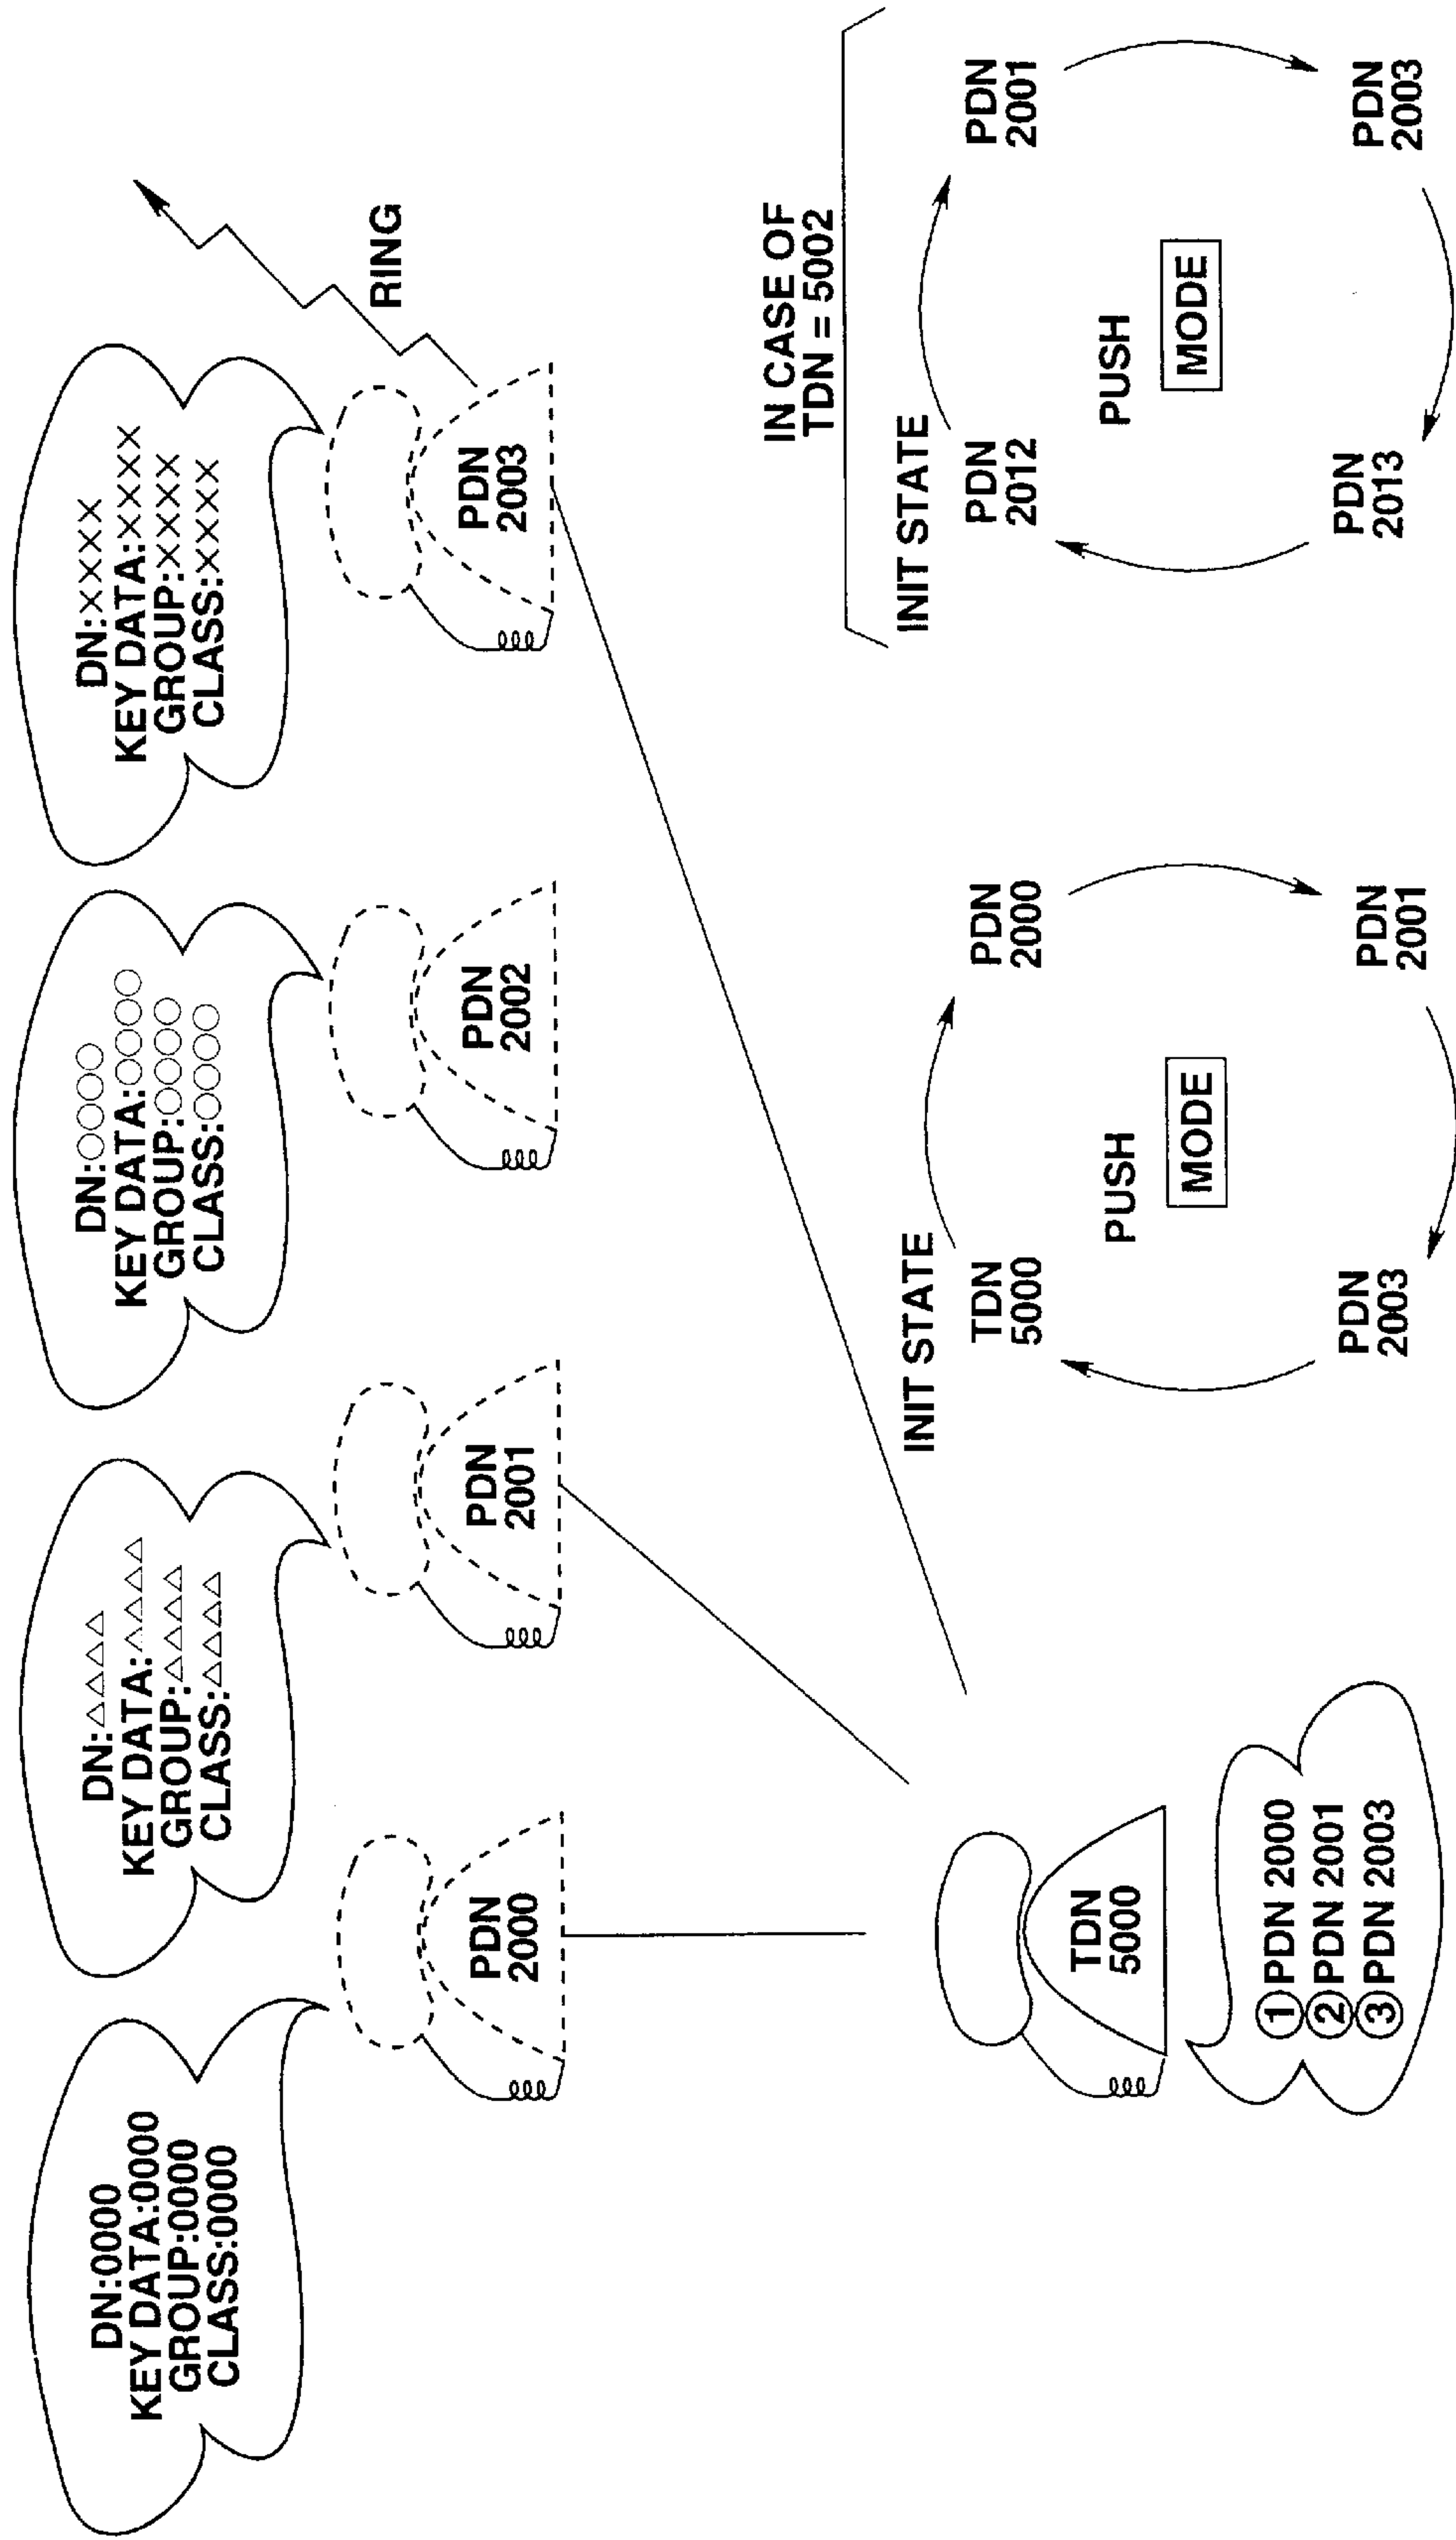 DN:0000
KEY DATA:0000
GROUP:0000
CLASS:0000
DN:△△△△
KEY DATA:△△△△△
GROUP:△△△△
CLASS:△△△△
DN:○○○○
KEY DATA:○○○○
GROUP:○○○○
CLASS:○○○○
DN:××××
KEY DATA:××××
GROUP:××××
CLASS:××××
PDN
2000
PDN
2001
PDN
2002
PDN
2003
RING
TDN
5000
①PDN 2000
②PDN 2001
③PDN 2003
INIT STATE
TDN
5000
PDN
2000
PUSH
MODE
PDN
2003
PDN
2001
IN CASE OF
TDN = 5002
INIT STATE
PDN
2012
PDN
2001
PUSH
MODE
PDN
2013
PDN
2003